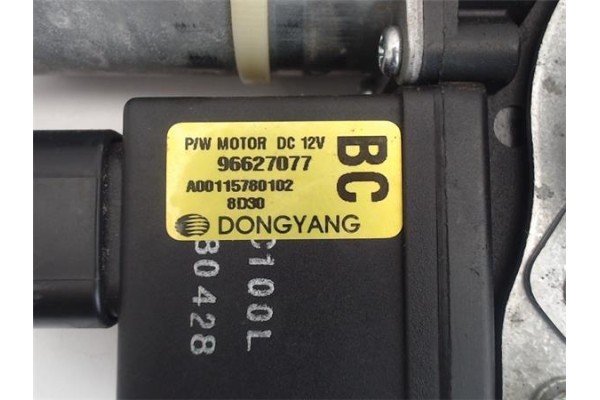 P/W MOTOR DC 12V
96627077
A00115780102
8D30
DONGYANG
BC
C100L
80428